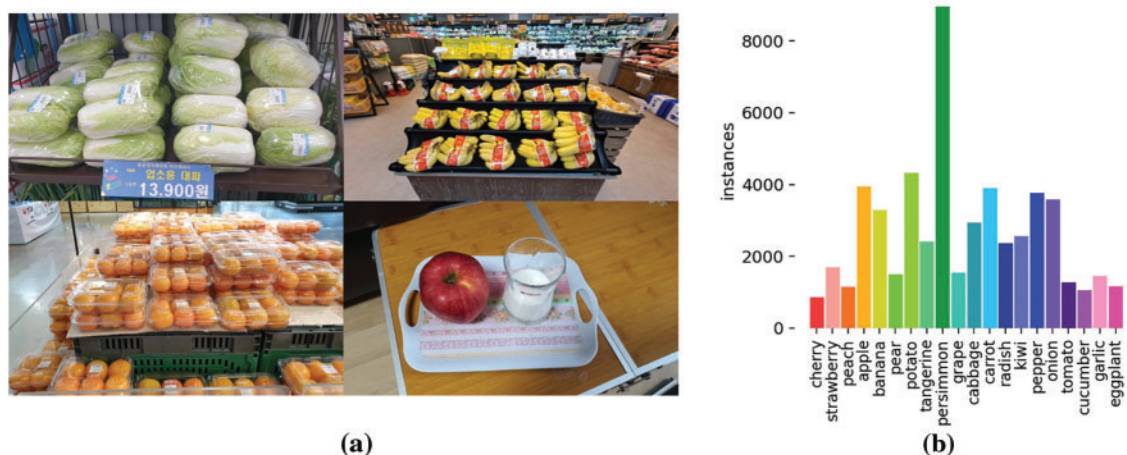 업소용 대파
13,900원
(a)
8000
6000
4000
2000
0
instances
cherry
strawberry
peach
apple
banana
pear
potato
tangerine
persimmon
grape
cabbage
carrot
radish
kiwi
pepper
onion
tomato
cucumber
garlic
eggplant
(b)